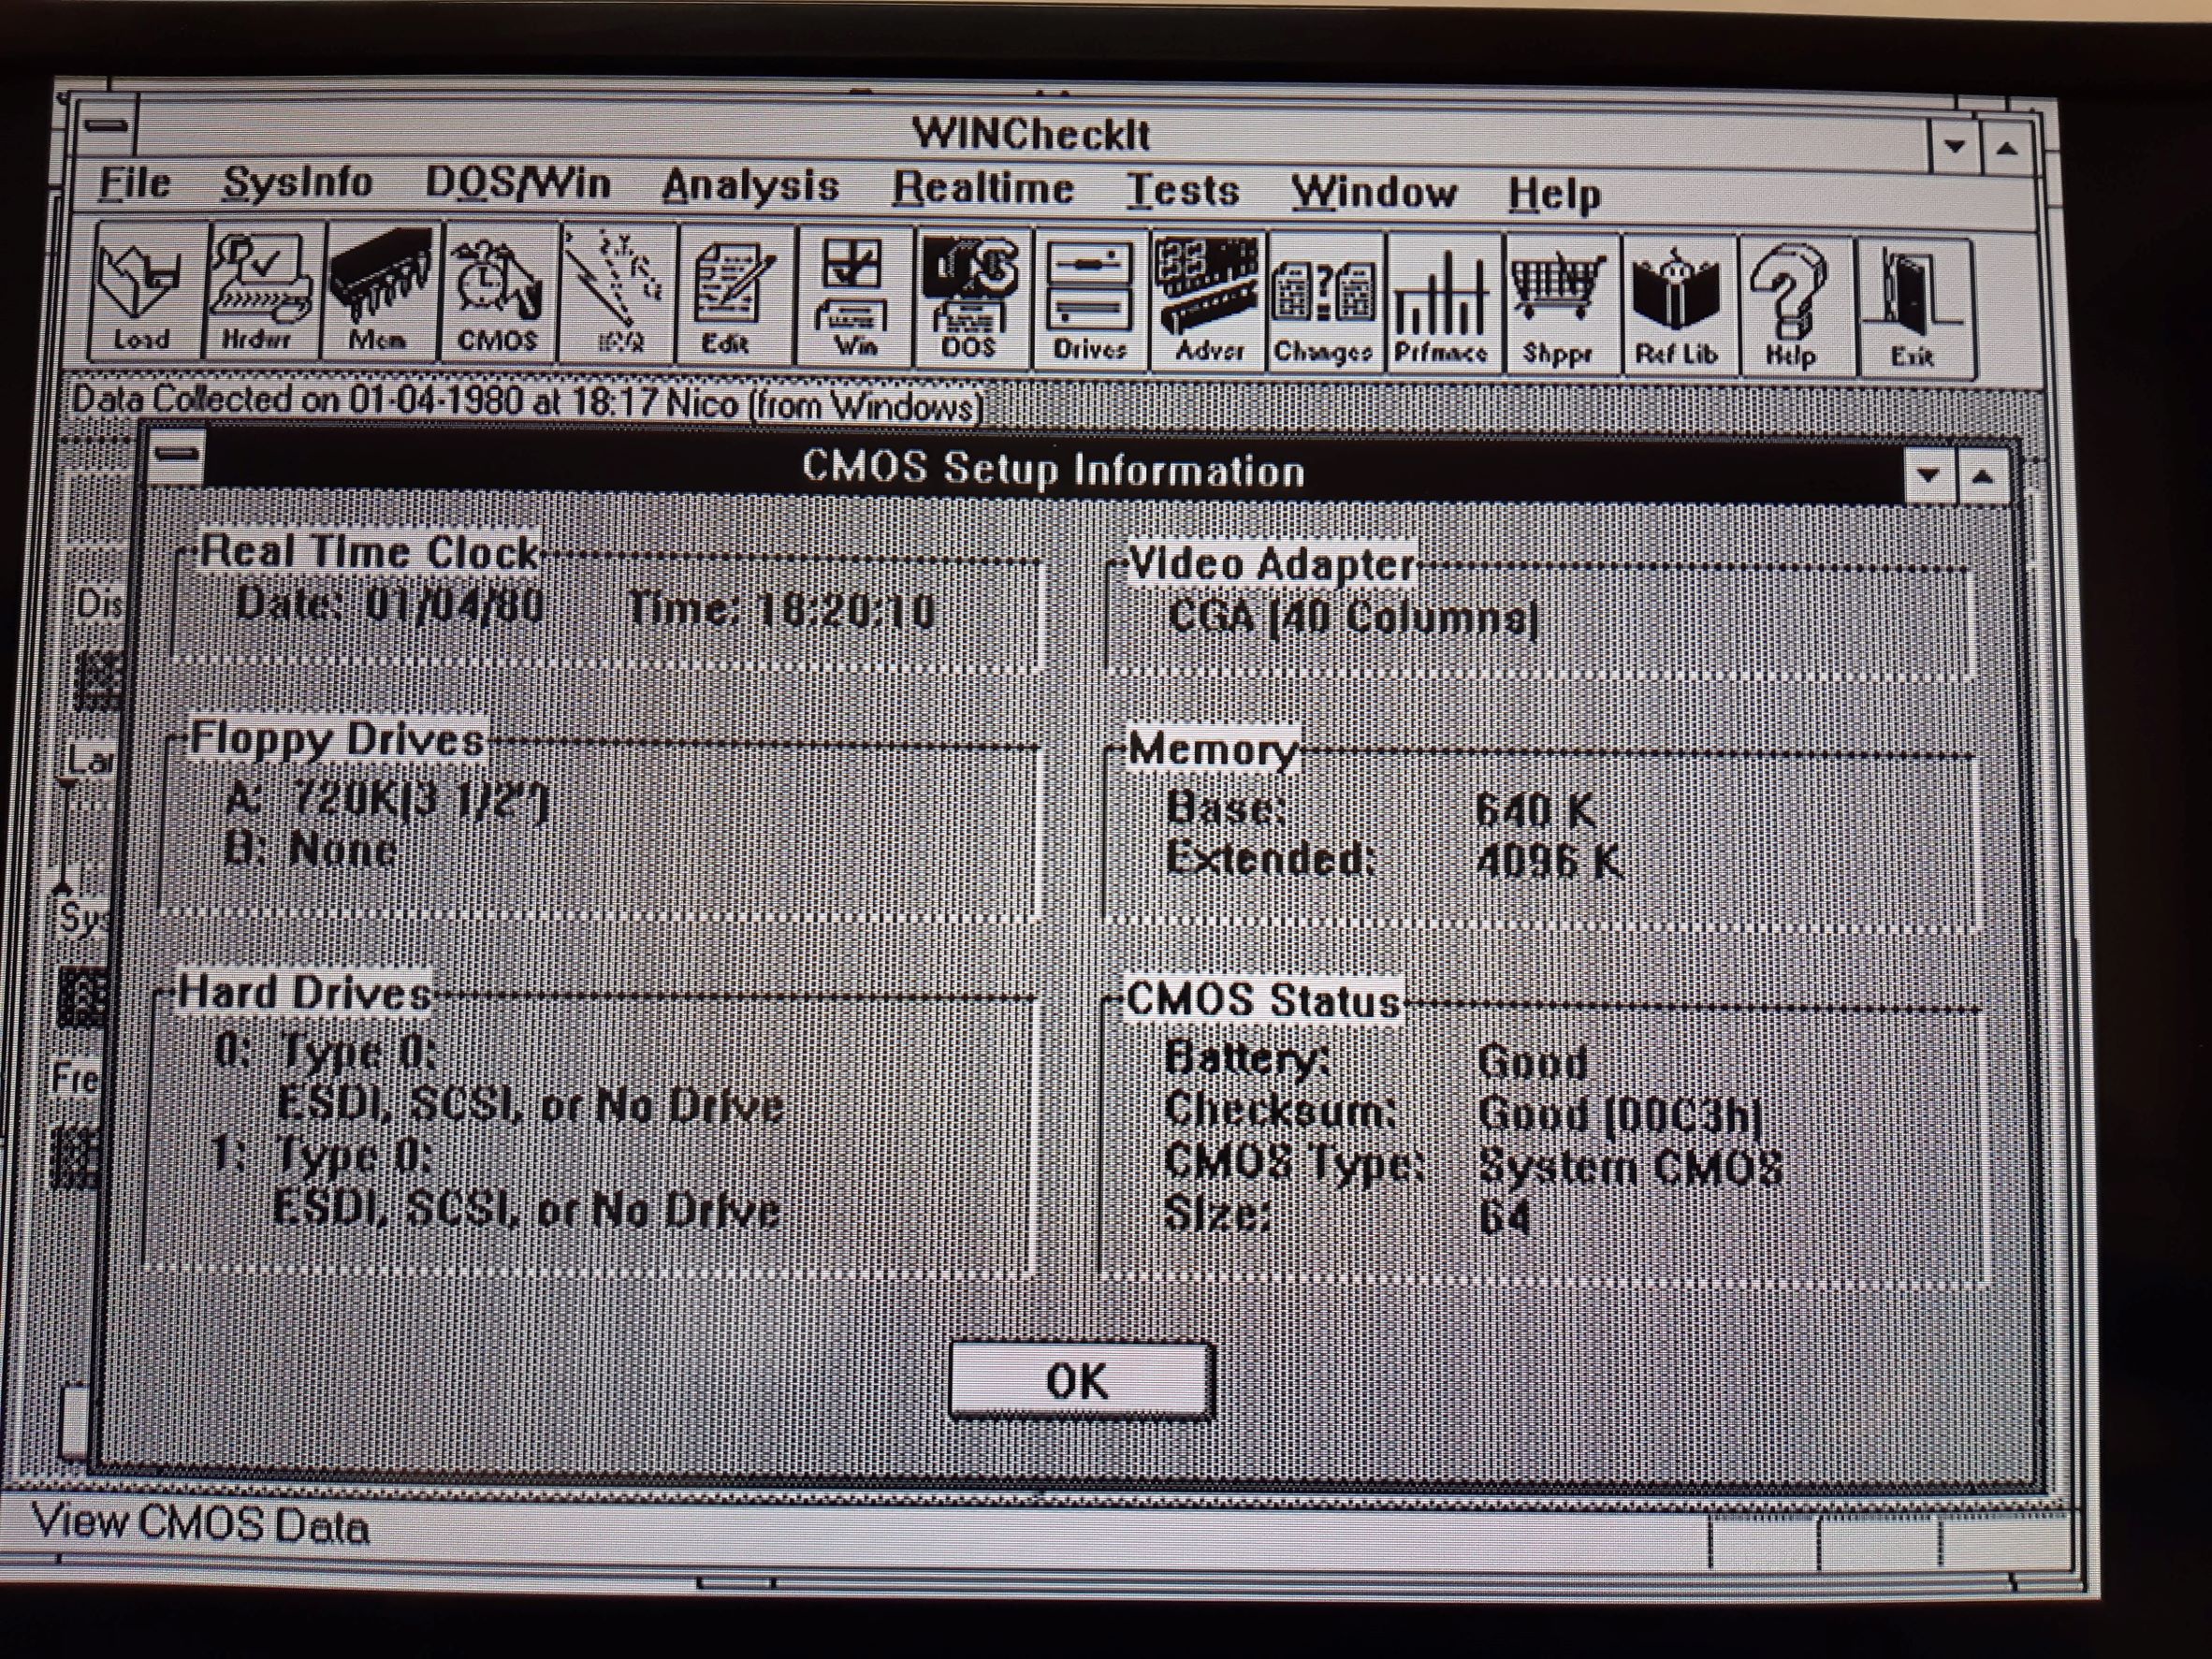 WINCheckIt
File SysInfo DOS/Win Analysis Realtime Tests Window Help
Load Hrdwr Mem CMOS IRQ Edit Win DOS Drives Advsr Changes Prfmnce Shppr Ref Lib Help Exit
Data Collected on 01-04-1980 at 18:17 Nico (from Windows)
CMOS Setup Information
Real Time Clock
Date: 01/04/80 Time: 18:20:10
Video Adapter
CGA (40 Columns)
Floppy Drives
A: 720K(3 1/2")
B: None
Memory
Base: 640 K
Extended: 4096 K
Hard Drives
0: Type 0:
ESDI, SCSI, or No Drive
1: Type 0:
ESDI, SCSI, or No Drive
CMOS Status
Battery: Good
Checksum: Good (00C3h)
CMOS Type: System CMOS
Size: 64
Dis
Lar
Sys
Fre
OK
View CMOS Data